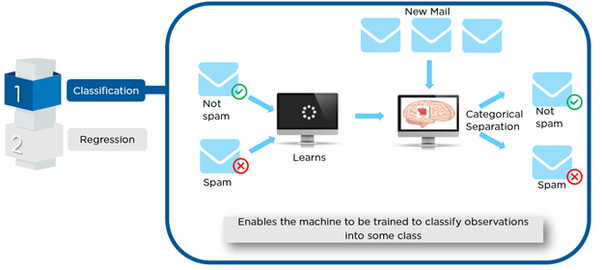 New Mail
1
Classification
2
Regression
Not
spam
Spam
Learns
Categorical
Separation
Not
spam
Spam
Enables the machine to be trained to classify observations
into some class